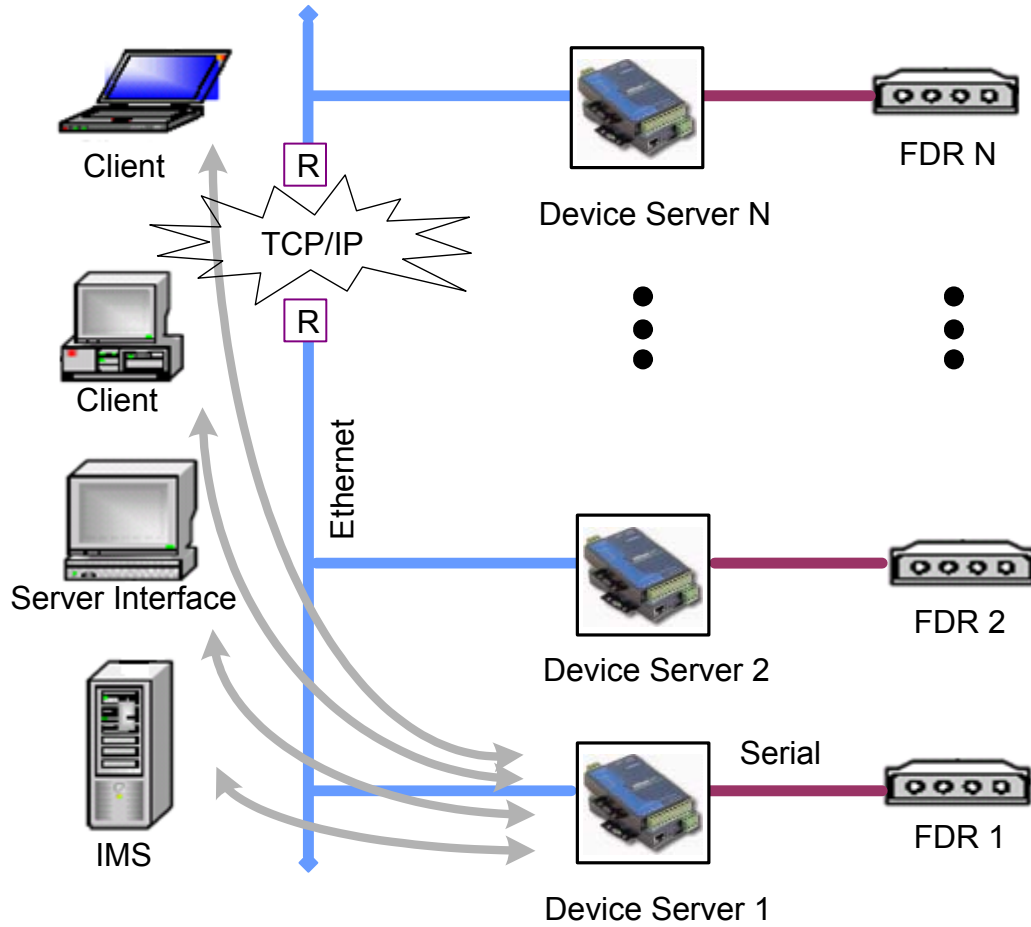 R
Client
FDR N
Device Server N
TCP/IP
R
Client
Ethernet
Server Interface
FDR 2
Device Server 2
Serial
FDR 1
IMS
Device Server 1